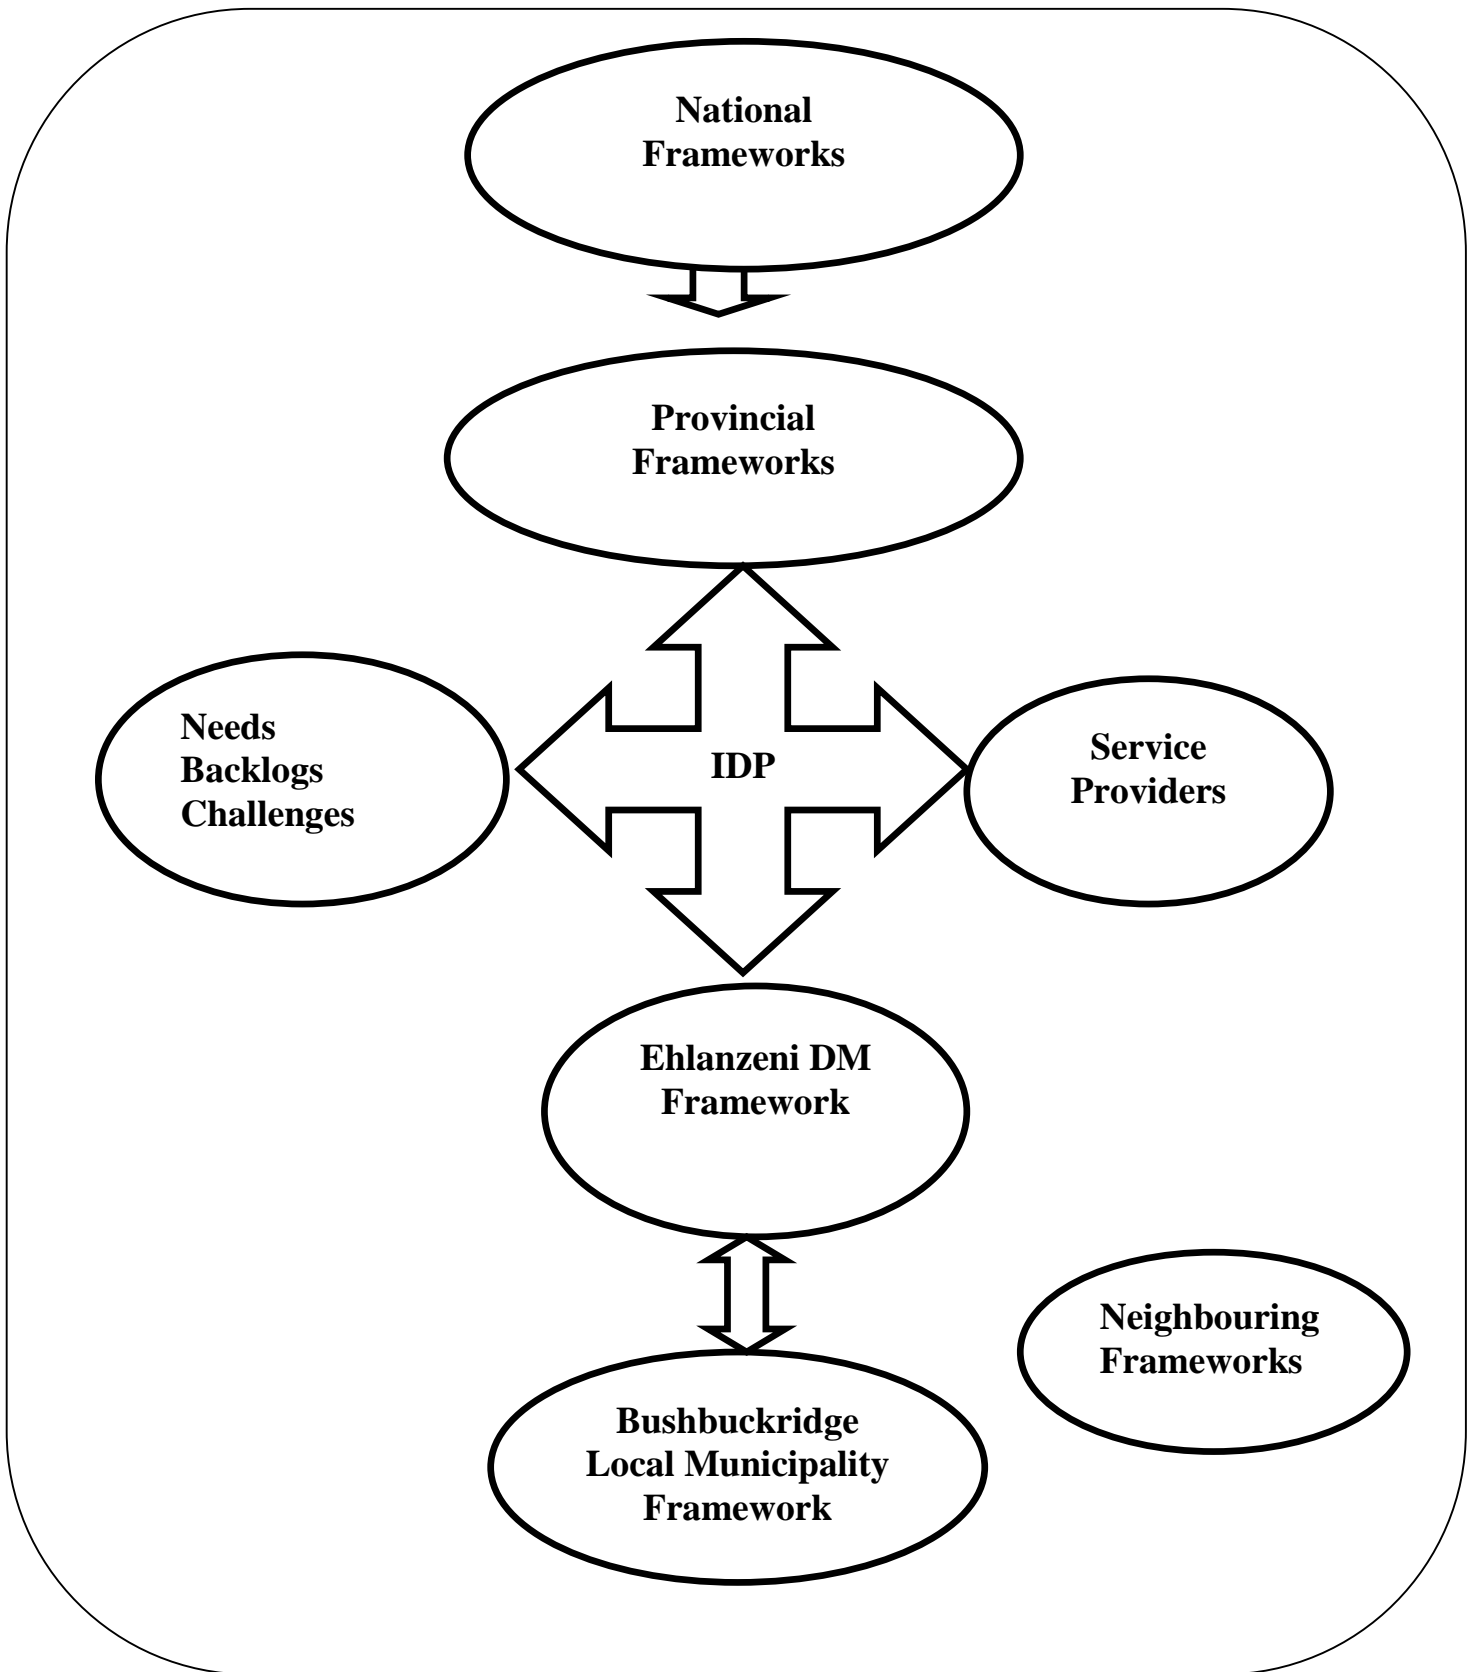 National
Frameworks
Provincial
Frameworks
Needs
Backlogs
Challenges
IDP
Service
Providers
Ehlanzeni DM
Framework
Neighbouring
Frameworks
Bushbuckridge
Local Municipality
Framework